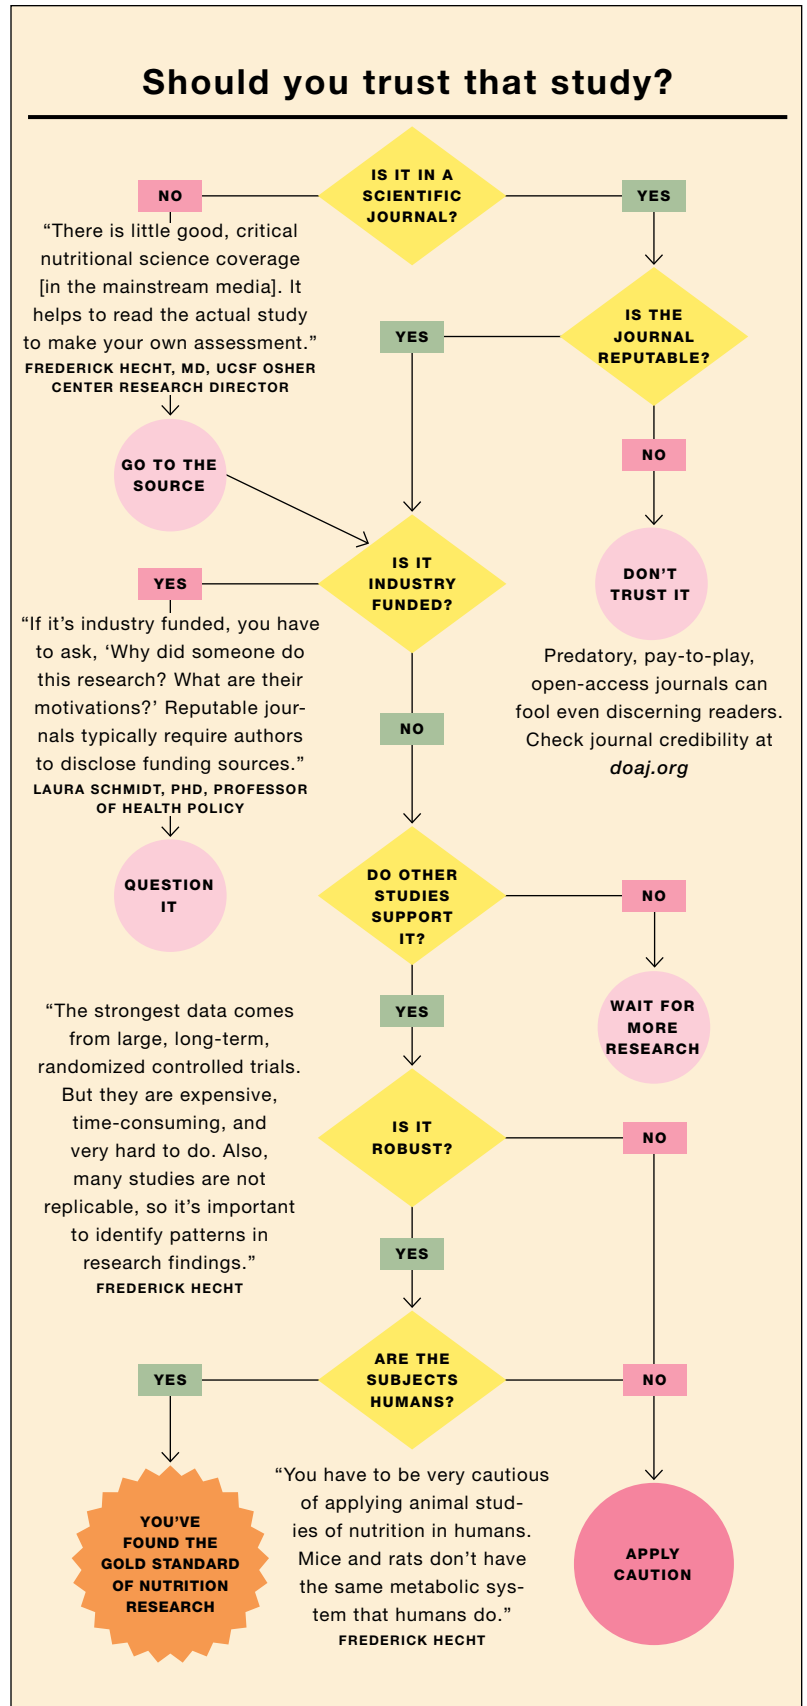 Should you trust that study?
IS IT IN A
SCIENTIFIC
JOURNAL?
NO
YES
“There is little good, critical
nutritional science coverage
[in the mainstream media]. It
helps to read the actual study
to make your own assessment.”
FREDERICK HECHT, MD, UCSF OSHER
CENTER RESEARCH DIRECTOR
GO TO THE
SOURCE
IS THE
JOURNAL
REPUTABLE?
YES
NO
DON’T
TRUST IT
Predatory, pay-to-play,
open-access journals can
fool even discerning readers.
Check journal credibility at
doaj.org
IS IT
INDUSTRY
FUNDED?
YES
“If it’s industry funded, you have
to ask, ‘Why did someone do
this research? What are their
motivations?’ Reputable jour-
nals typically require authors
to disclose funding sources.”
LAURA SCHMIDT, PHD, PROFESSOR
OF HEALTH POLICY
QUESTION
IT
NO
DO OTHER
STUDIES
SUPPORT
IT?
NO
WAIT FOR
MORE
RESEARCH
YES
“The strongest data comes
from large, long-term,
randomized controlled trials.
But they are expensive,
time-consuming, and
very hard to do. Also,
many studies are not
replicable, so it’s important
to identify patterns in
research findings.”
FREDERICK HECHT
IS IT
ROBUST?
NO
YES
ARE THE
SUBJECTS
HUMANS?
YES
NO
YOU’VE
FOUND THE
GOLD STANDARD
OF NUTRITION
RESEARCH
“You have to be very cautious
of applying animal stud-
ies of nutrition in humans.
Mice and rats don’t have
the same metabolic sys-
tem that humans do.”
FREDERICK HECHT
APPLY
CAUTION